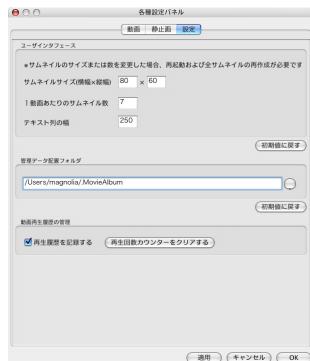 各種設定パネル
動画 静止画 設定
ユーザインタフェース
*サムネイルのサイズまたは数を変更した場合、再起動および全サムネイルの再作成が必要です
サムネイルサイズ(横幅×縦幅) 80 × 60
1動画あたりのサムネイル数 7
テキスト列の幅 250
初期値に戻す
管理データ配置フォルダ
/Users/magnolia/.MovieAlbum
...
初期値に戻す
動画再生履歴の管理
再生履歴を記録する 再生回数カウンターをクリアする
適用 キャンセル OK